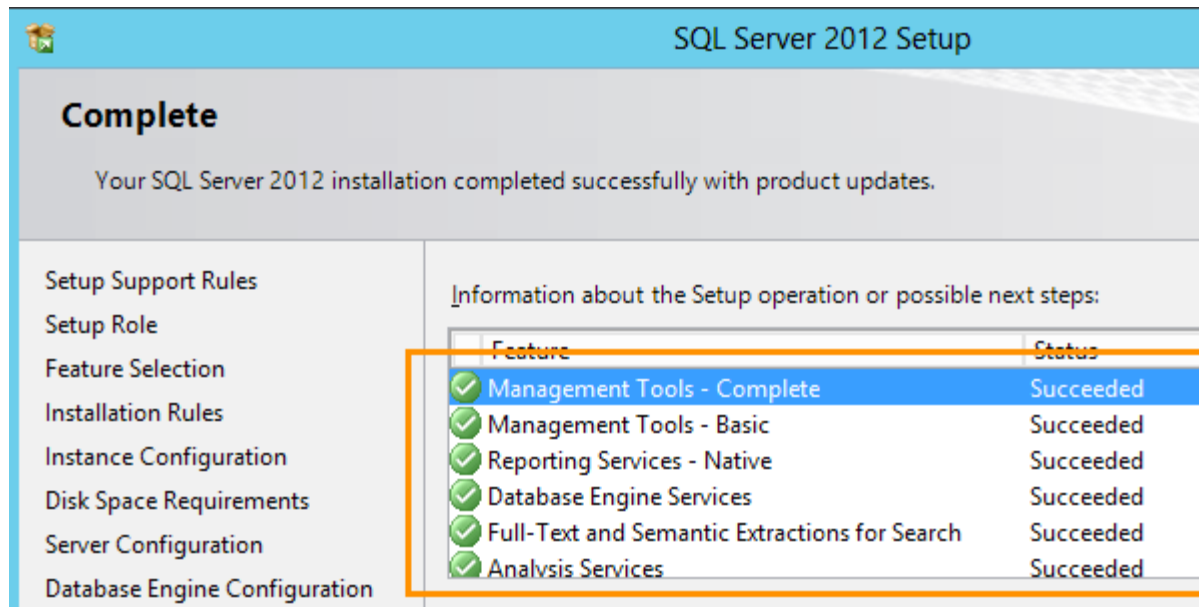 SQL Server 2012 Setup
Complete
Your SQL Server 2012 installation completed successfully with product updates.
Setup Support Rules
Setup Role
Feature Selection
Installation Rules
Instance Configuration
Disk Space Requirements
Server Configuration
Database Engine Configuration
Information about the Setup operation or possible next steps:
Feature Status
Management Tools - Complete Succeeded
Management Tools - Basic Succeeded
Reporting Services - Native Succeeded
Database Engine Services Succeeded
Full-Text and Semantic Extractions for Search Succeeded
Analysis Services Succeeded